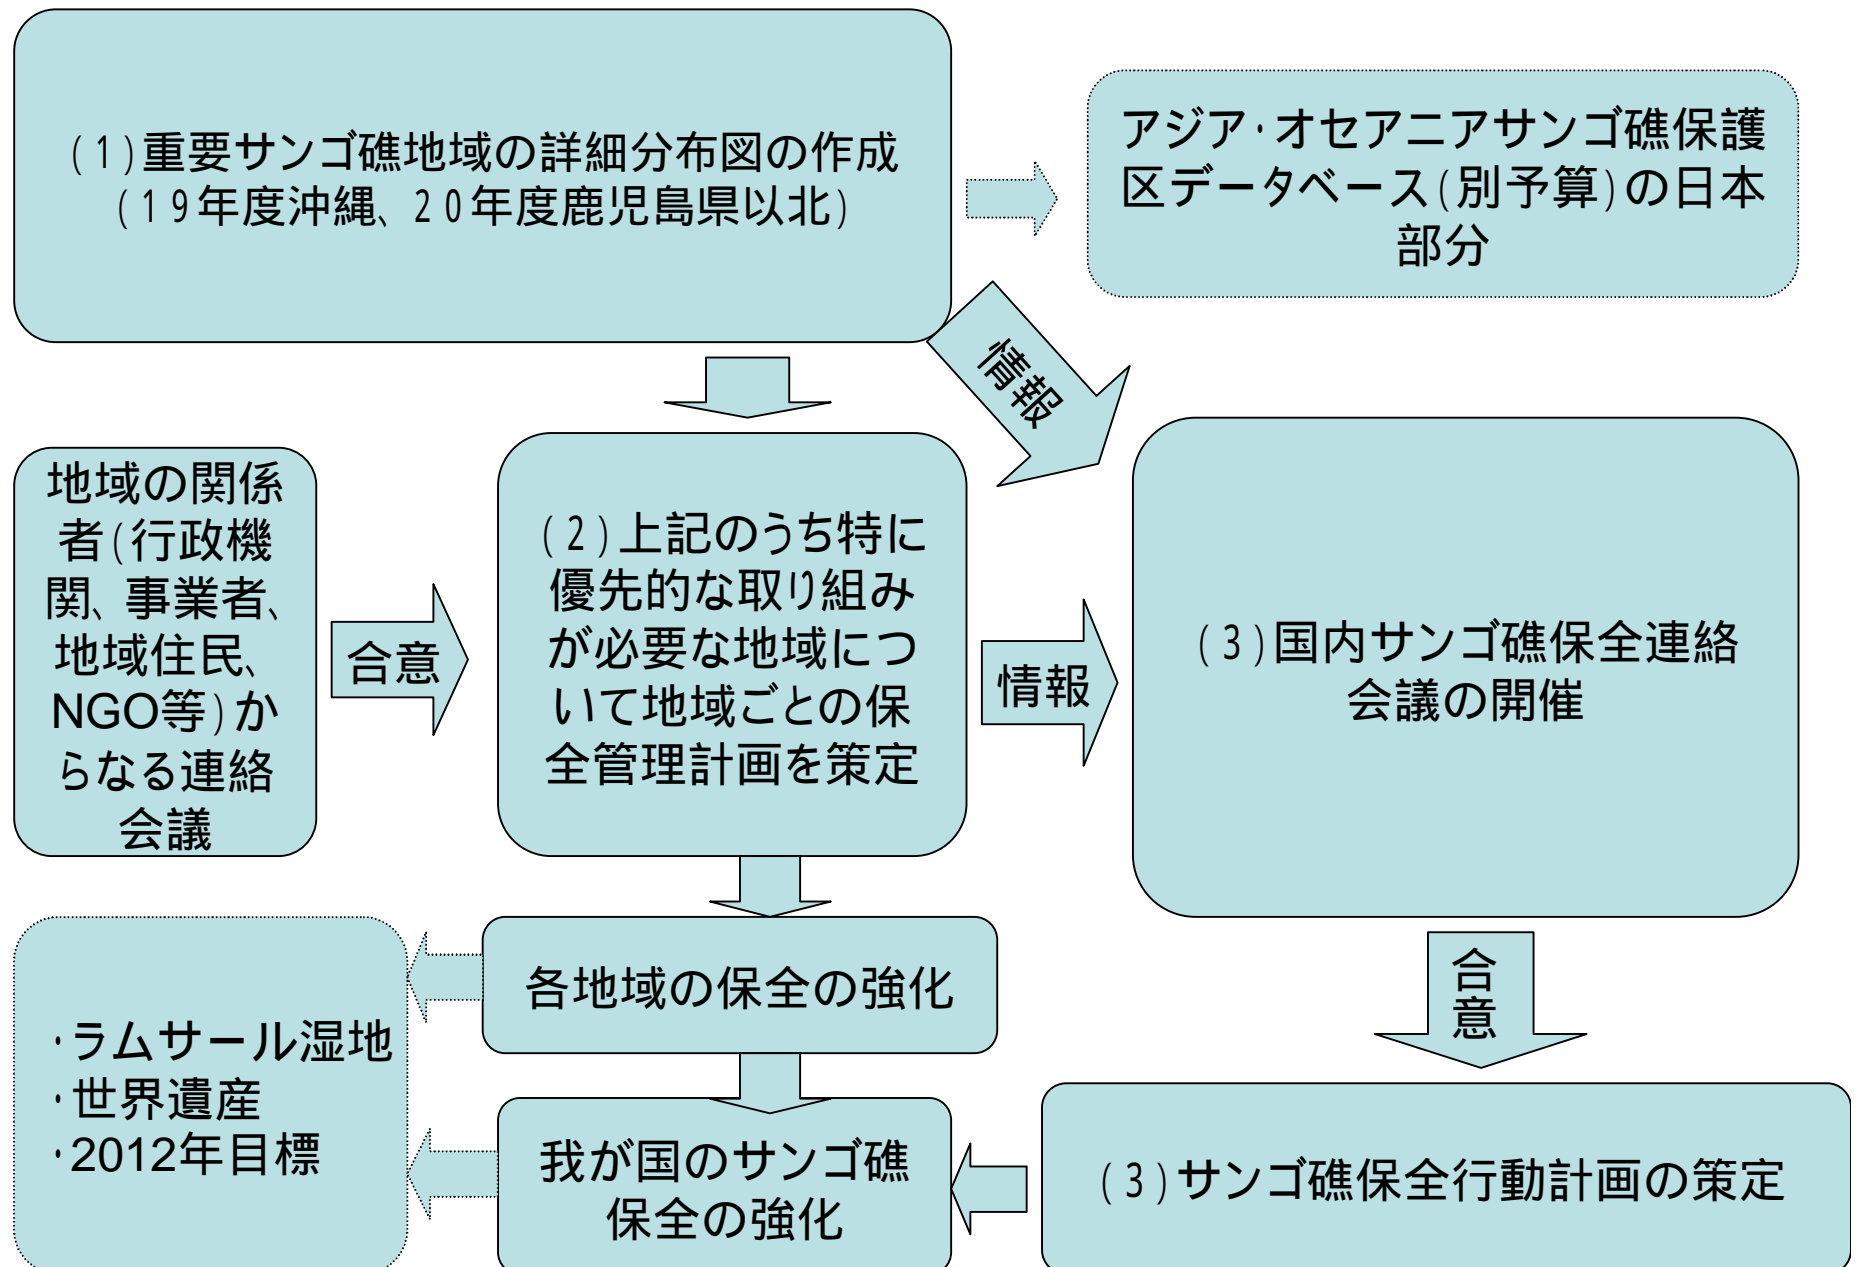 (1)重要サンゴ礁地域の詳細分布図の作成
(19年度沖縄、20年度鹿児島県以北)
アジア・オセアニアサンゴ礁保護
区データベース(別予算)の日本
部分
情報
地域の関係
者(行政機
関、事業者、
地域住民、
NGO等)か
らなる連絡
会議
合意
(2)上記のうち特に
優先的な取り組み
が必要な地域につ
いて地域ごとの保
全管理計画を策定
情報
(3)国内サンゴ礁保全連絡
会議の開催
合
意
各地域の保全の強化
・ラムサール湿地
・世界遺産
・2012年目標
我が国のサンゴ礁
保全の強化
(3)サンゴ礁保全行動計画の策定